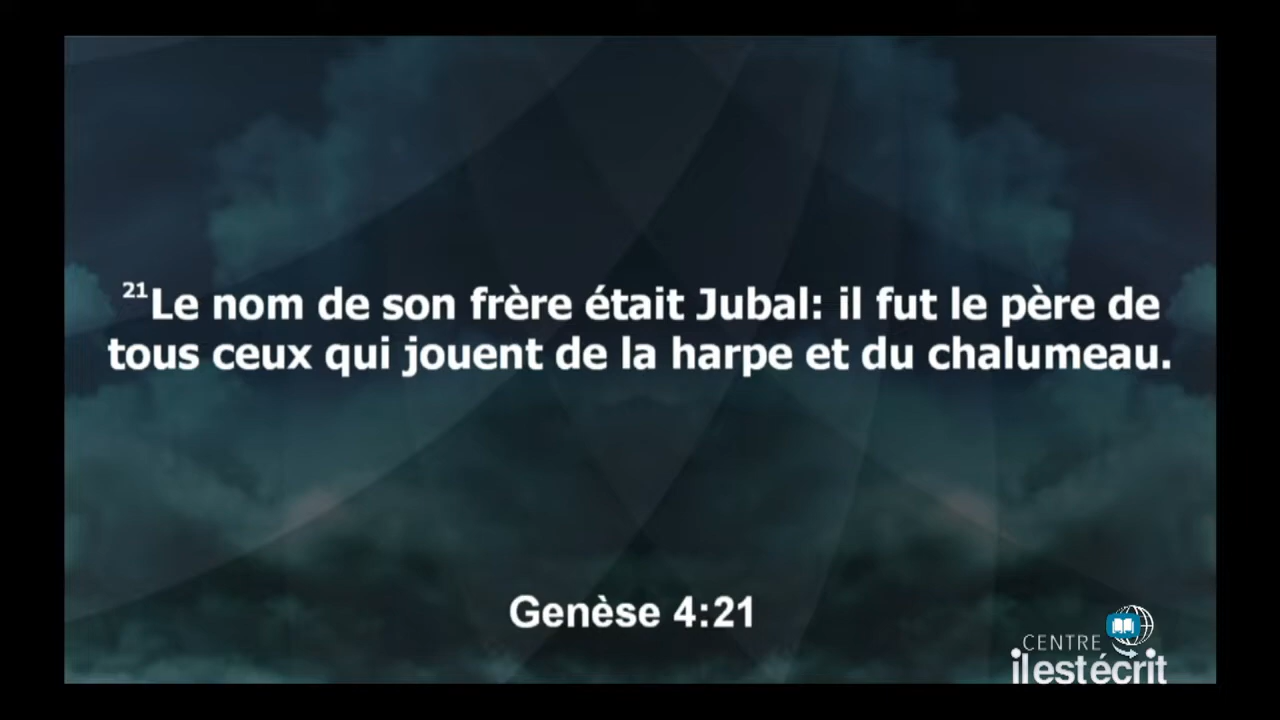 21Le nom de son frère était Jubal: il fut le père de
tous ceux qui jouent de la harpe et du chalumeau.
Genèse 4:21
CENTRE
ilestécrit